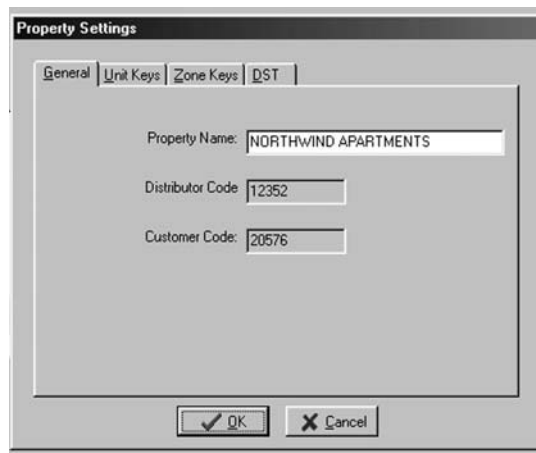 Property Settings
General Unit Keys Zone Keys DST
Property Name: NORTHWIND APARTMENTS
Distributor Code 12352
Customer Code: 20576
OK Cancel